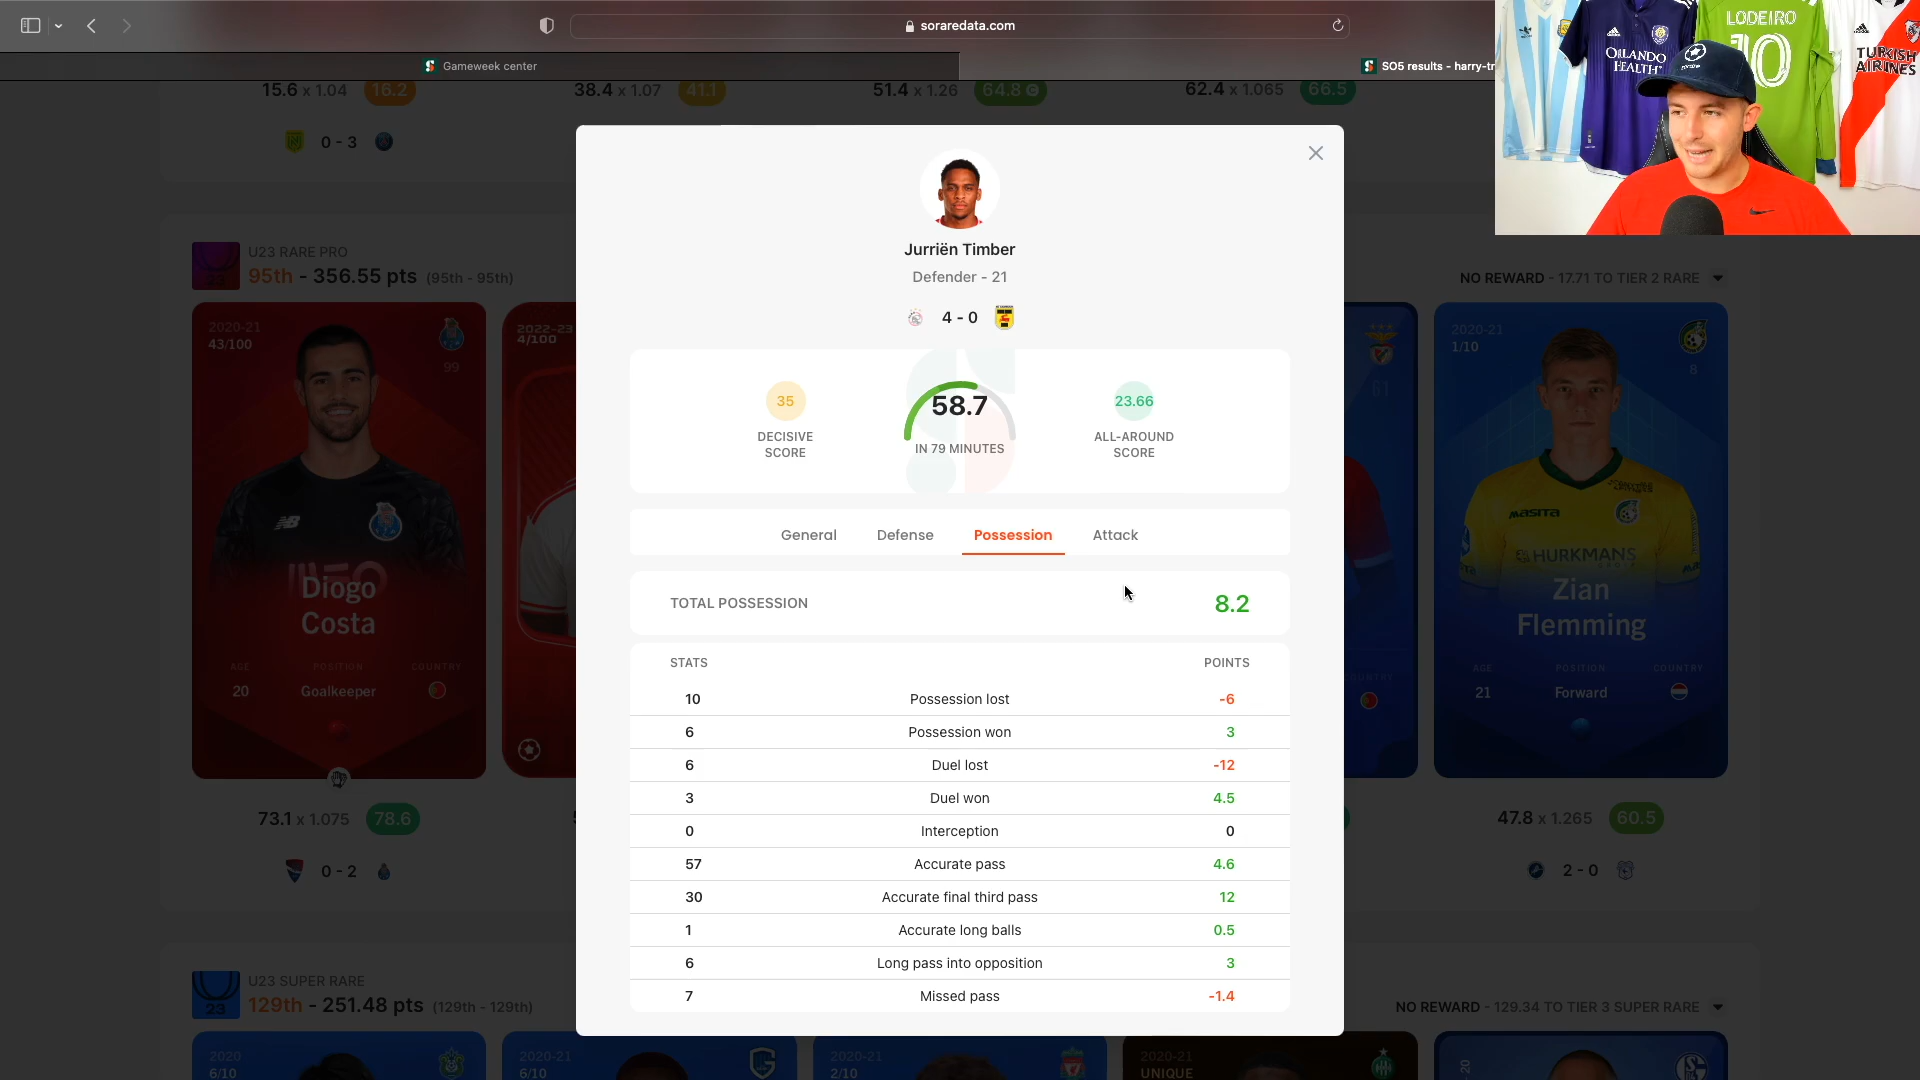 soraredata.com
Gameweek center
SO5 results - harry-tr
15.6 x 1.04 16.2
38.4 x 1.07 41.1
51.4 x 1.26 64.8 C
62.4 x 1.065 66.5
0 - 3
ORLANDO
HEALTH
LODEIRO
10
TURKISH
AIRLINES
U23 RARE PRO
95th - 356.55 pts (95th - 95th)
NO REWARD - 17.71 TO TIER 2 RARE
2020-21
43/100
99
Diogo
Costa
AGE POSITION COUNTRY
20 Goalkeeper
73.1 x 1.075 78.6
0 - 2
2022-23
4/100
Jurriën Timber
Defender - 21
4 - 0
35
DECISIVE
SCORE
58.7
IN 79 MINUTES
23.66
ALL-AROUND
SCORE
General Defense Possession Attack
TOTAL POSSESSION 8.2
STATS POINTS
10 Possession lost -6
6 Possession won 3
6 Duel lost -12
3 Duel won 4.5
0 Interception 0
57 Accurate pass 4.6
30 Accurate final third pass 12
1 Accurate long balls 0.5
6 Long pass into opposition 3
7 Missed pass -1.4
61
COUNTRY
2020-21
1/10
8
masita
HURKMANS
Zian
Flemming
AGE POSITION COUNTRY
21 Forward
47.8 x 1.265 60.5
2 - 0
23
U23 SUPER RARE
129th - 251.48 pts (129th - 129th)
NO REWARD - 129.34 TO TIER 3 SUPER RARE
2020
6/10
2020-21
6/10
2020-21
2/10
2020-21
UNIQUE